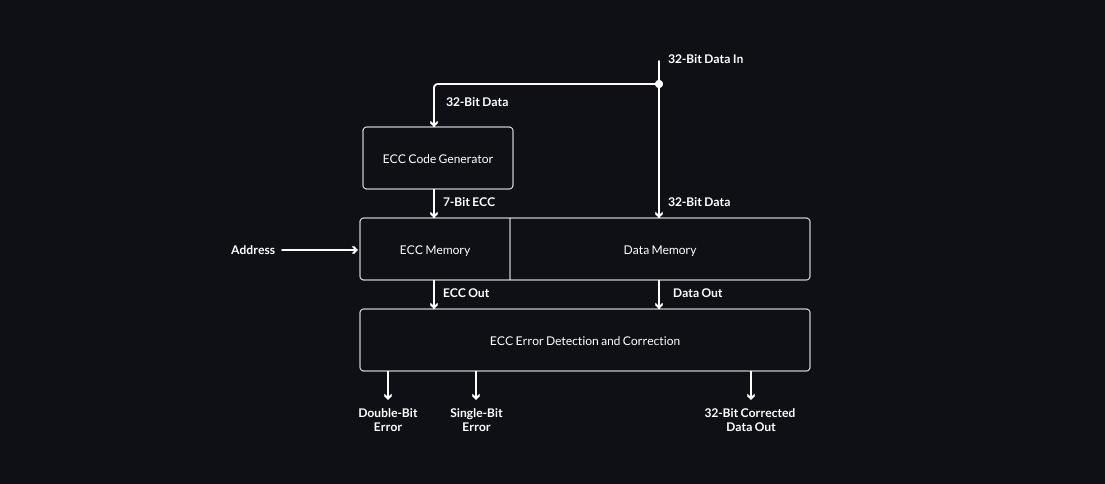 32-Bit Data In
32-Bit Data
ECC Code Generator
7-Bit ECC
32-Bit Data
Address
ECC Memory
Data Memory
ECC Out
Data Out
ECC Error Detection and Correction
Double-Bit
Error
Single-Bit
Error
32-Bit Corrected
Data Out